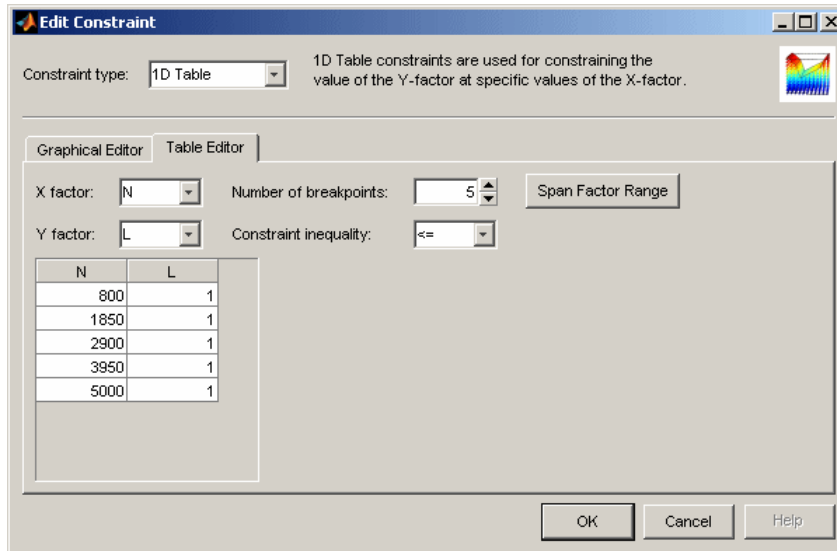 Edit Constraint
Constraint type: 1D Table
1D Table constraints are used for constraining the
value of the Y-factor at specific values of the X-factor.
Graphical Editor Table Editor
X factor: N Number of breakpoints: 5 Span Factor Range
Y factor: L Constraint inequality: <=
N L
800 1
1850 1
2900 1
3950 1
5000 1
OK Cancel Help